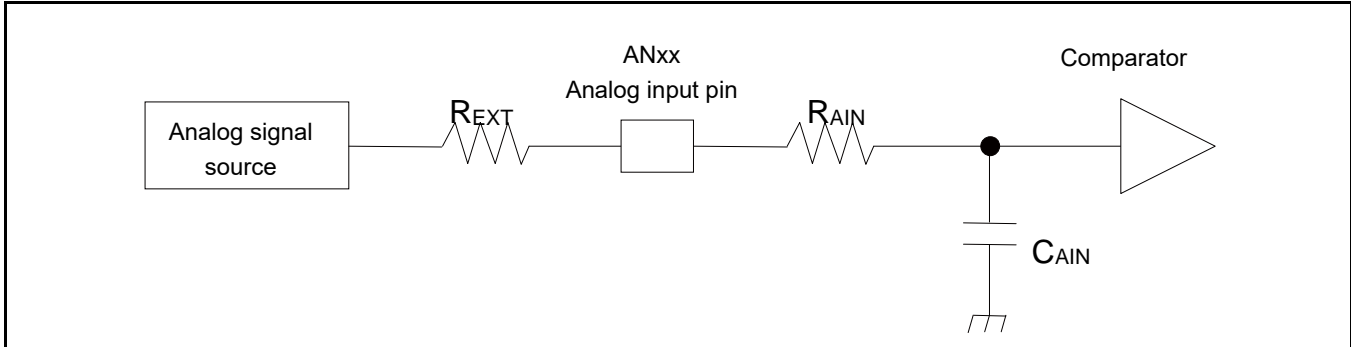 ANxx
Analog input pin
Comparator
Analog signal
source
REXT
RAIN
CAIN